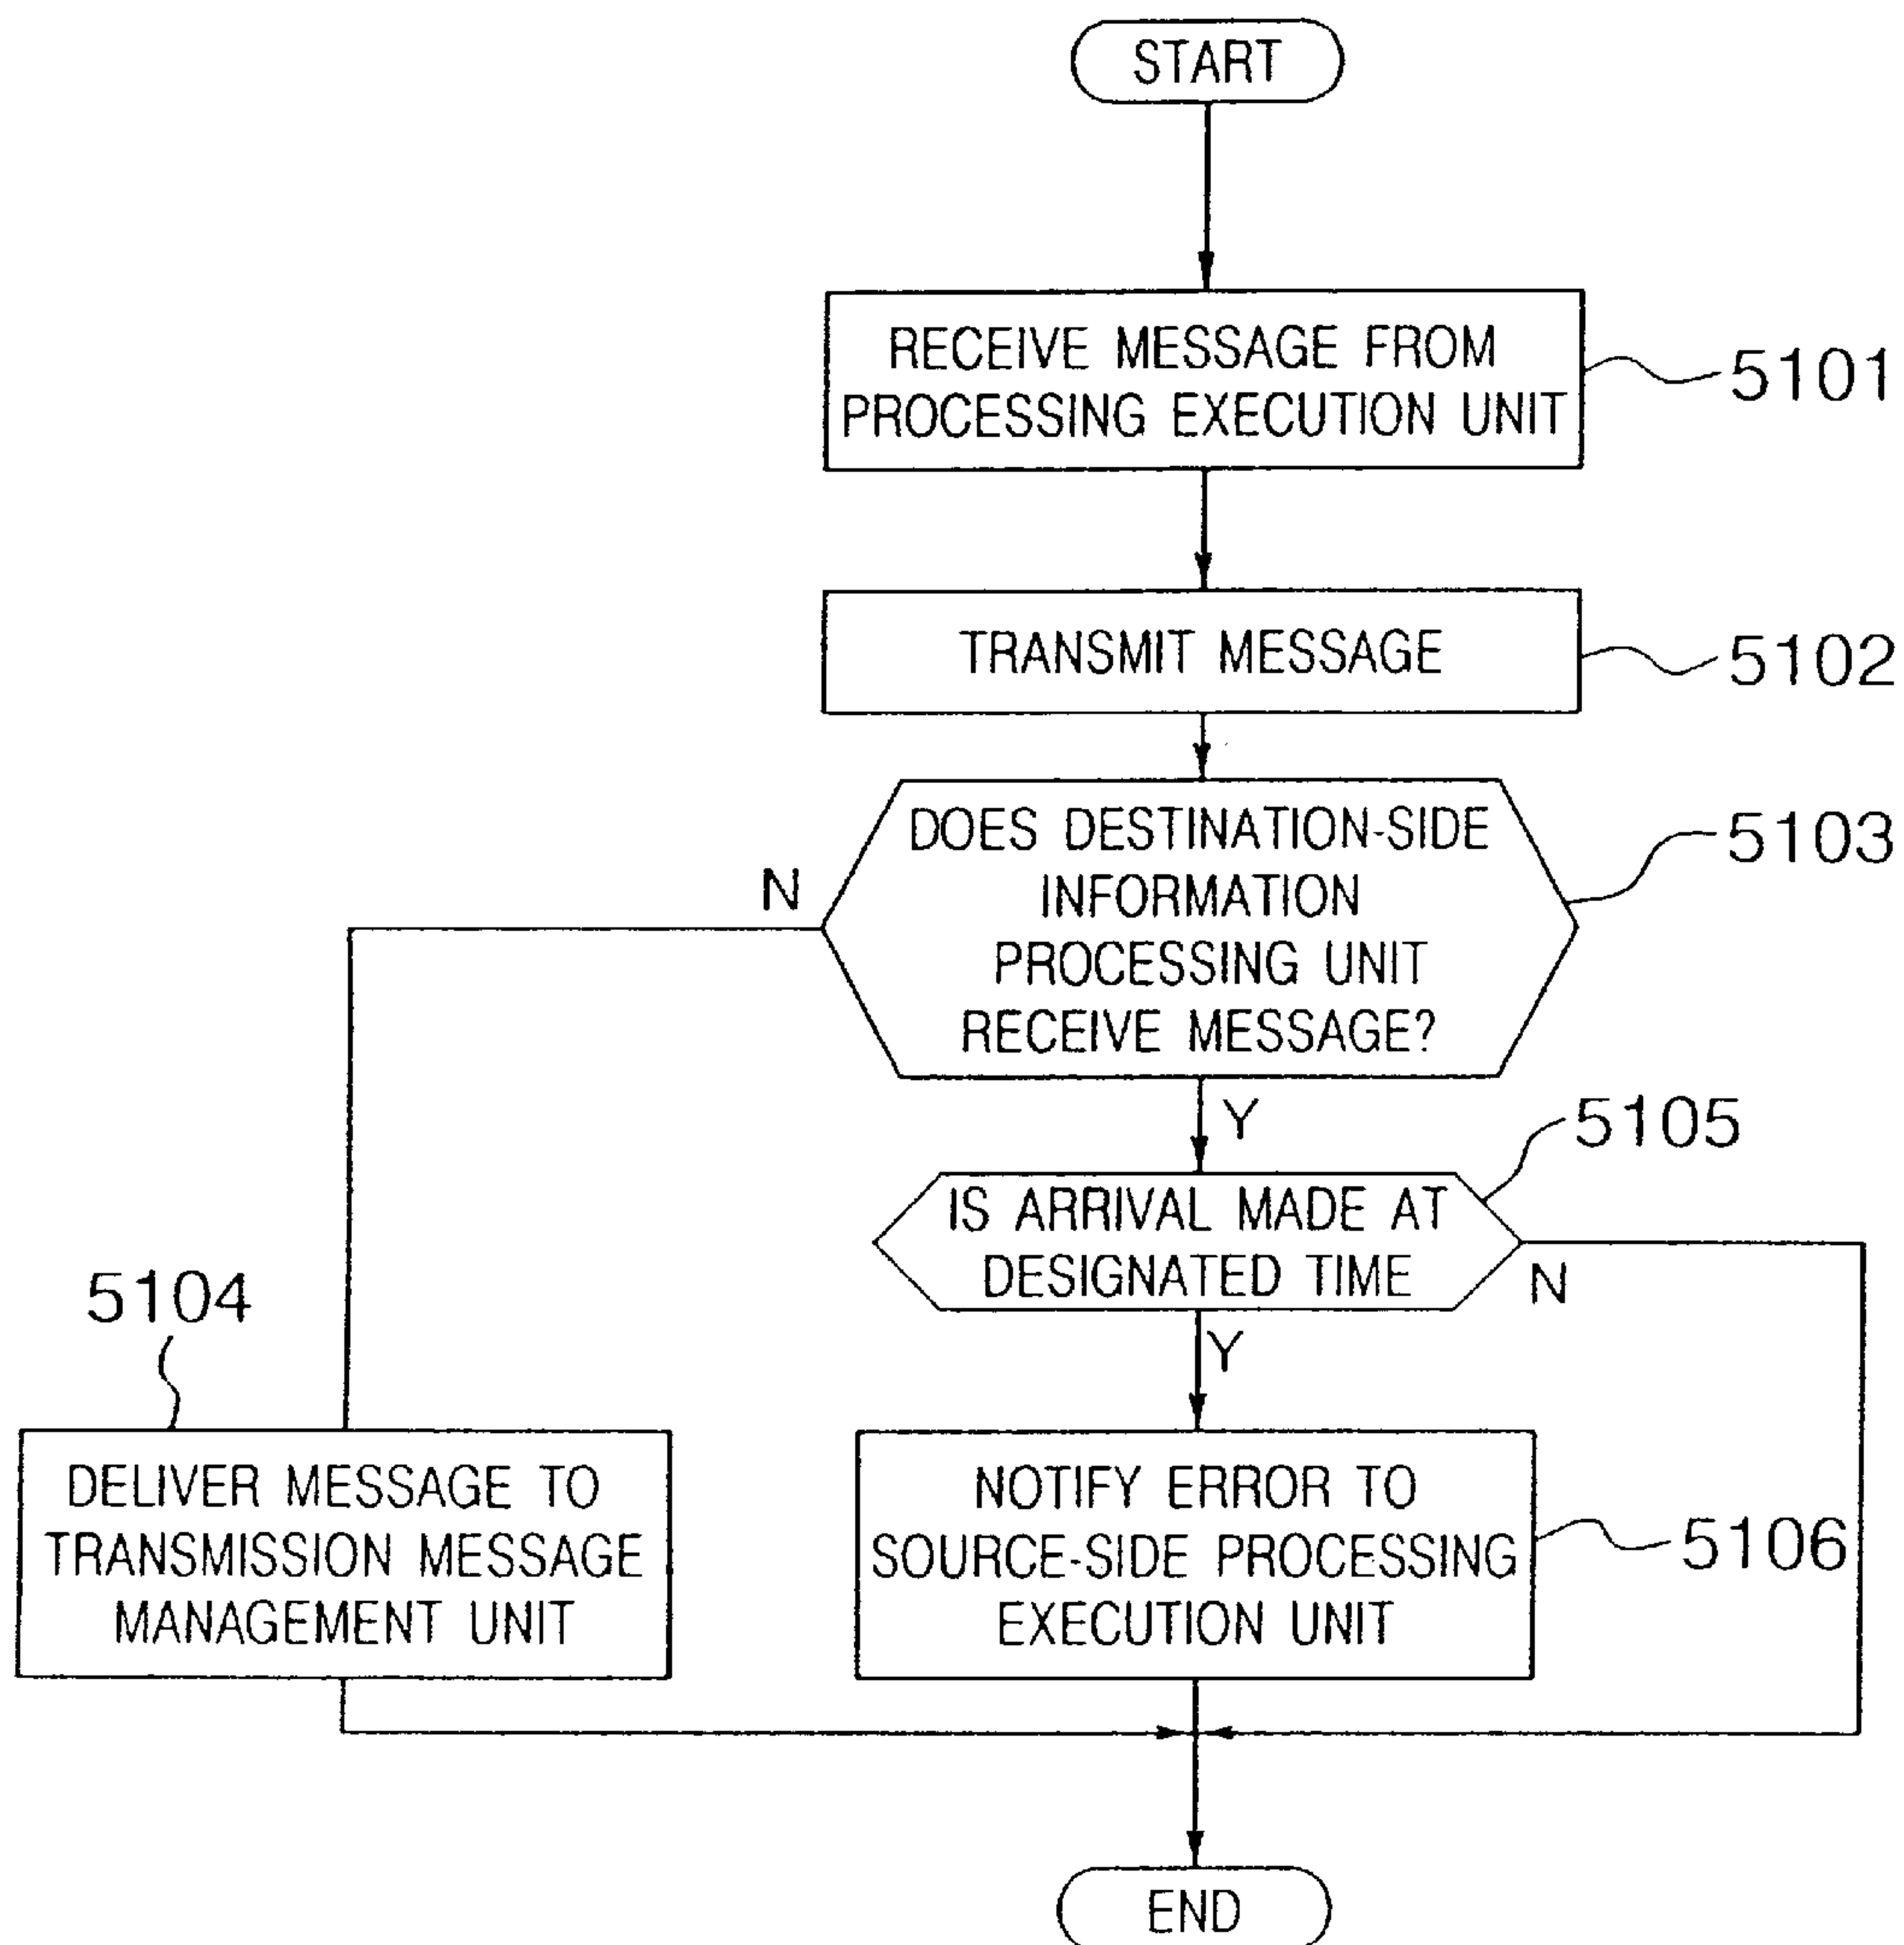 START
RECEIVE MESSAGE FROM
PROCESSING EXECUTION UNIT
5101
TRANSMIT MESSAGE
5102
DOES DESTINATION-SIDE
INFORMATION
PROCESSING UNIT
RECEIVE MESSAGE?
5103
N
Y
5105
IS ARRIVAL MADE AT
DESIGNATED TIME
N
Y
5104
DELIVER MESSAGE TO
TRANSMISSION MESSAGE
MANAGEMENT UNIT
NOTIFY ERROR TO
SOURCE-SIDE PROCESSING
EXECUTION UNIT
5106
END